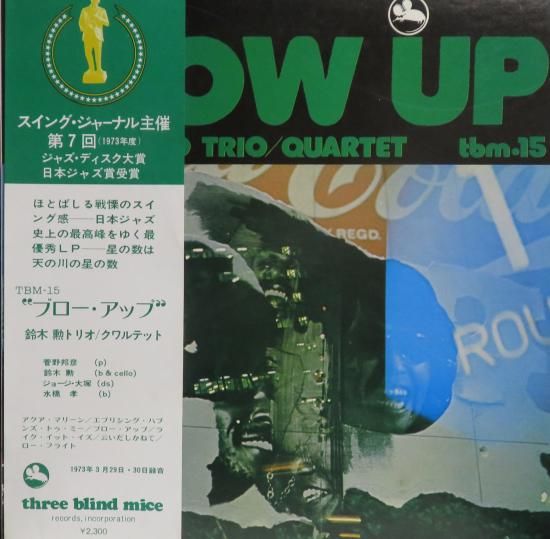 スイング・ジャーナル主催
第7回(1973年度)
ジャズ・ディスク大賞
日本ジャズ賞受賞
ほとばしる戦慄のスイ
ング感──日本ジャズ
史上の最高峰をゆく最
優秀LP──星の数は
天の川の星の数
TBM-15
“ブロー・アップ”
鈴木 勲トリオ/クワルテット
菅野邦彦 (p)
鈴木 勲 (b & cello)
ジョージ・大塚 (ds)
水橋 孝 (b)
アクア・マリーン/エブリシング・ハプ
ンズ・トゥ・ミー/ブロー・アップ/ラ
イク・イット・イズ/云いだしかねて/
ロー・フライト
1973年3月29日・30日録音
three blind mice
records, incorporation
¥2,300
OW UP
O TRIO/QUARTET tbm・15
Coca
Cola
REGD.
ROU